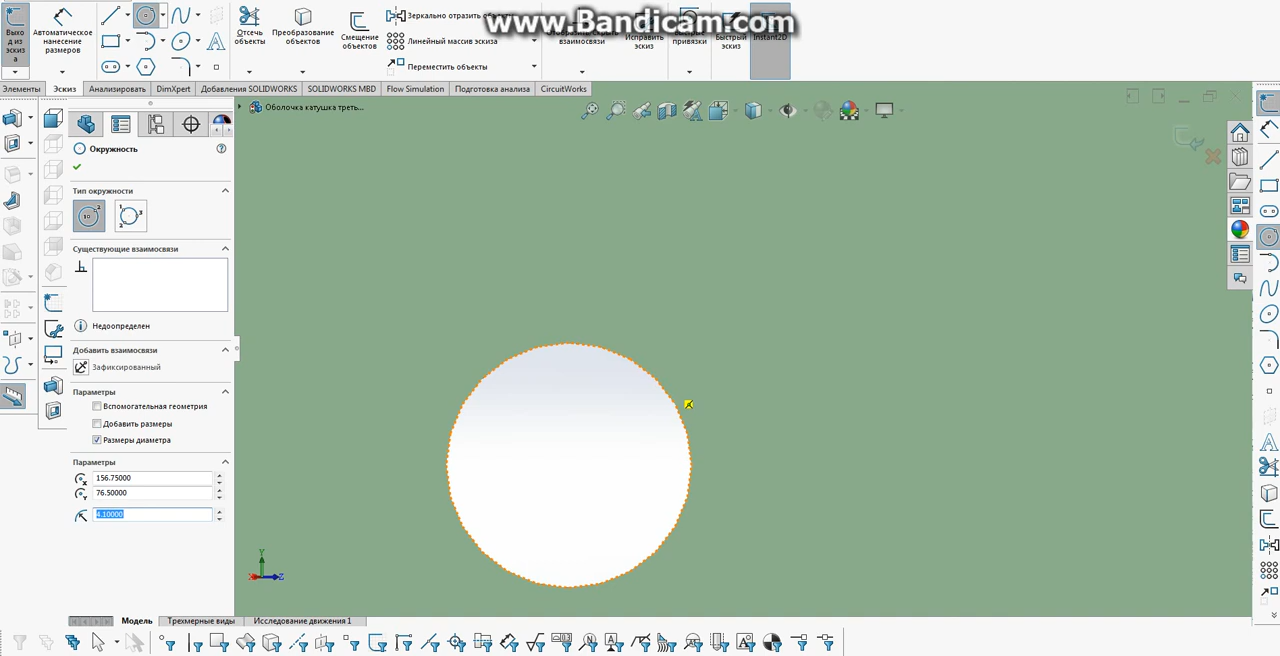 www.Bandicam.com
Выход из эскиза
Автоматическое нанесение размеров
Отсечь объекты
Преобразование объектов
Смещение объектов
Зеркально отразить
Линейный массив эскиза
Переместить объекты
взаимосвязи
Исправить эскиз
привязки
Быстрый эскиз
Instant2D
Элементы
Эскиз
Анализировать
DimXpert
Добавления SOLIDWORKS
SOLIDWORKS MBD
Flow Simulation
Подготовка анализа
CircuitWorks
Оболочка катушка треть...
Окружность
Тип окружности
Существующие взаимосвязи
Недоопределен
Добавить взаимосвязи
Зафиксированный
Параметры
Вспомогательная геометрия
Добавить размеры
Размеры диаметра
Параметры
156.75000
76.50000
4.10000
Y
X
Z
Модель
Трехмерные виды
Исследование движения 1